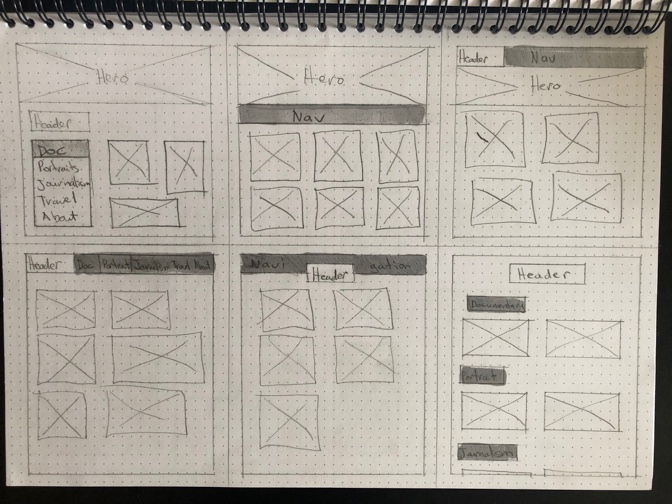 Hero
Header
Doc
Portraits
Journalism
Travel
About
Hero
Nav
Header Nav
Hero
Header Doc Portrait Journalism Travel About
Navi Header gation
Header
Documentary
Portrait
Journalism